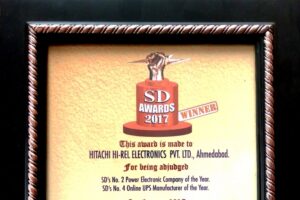 SD
AWARDS
2017
WINNER
This award is made to
HITACHI HI-REL ELECTRONICS PVT. LTD., Ahmedabad.
For being adjudged
SD's No. 2 Power Electronic Company of the Year.
SD's No. 4 Online UPS Manufacturer of the Year.